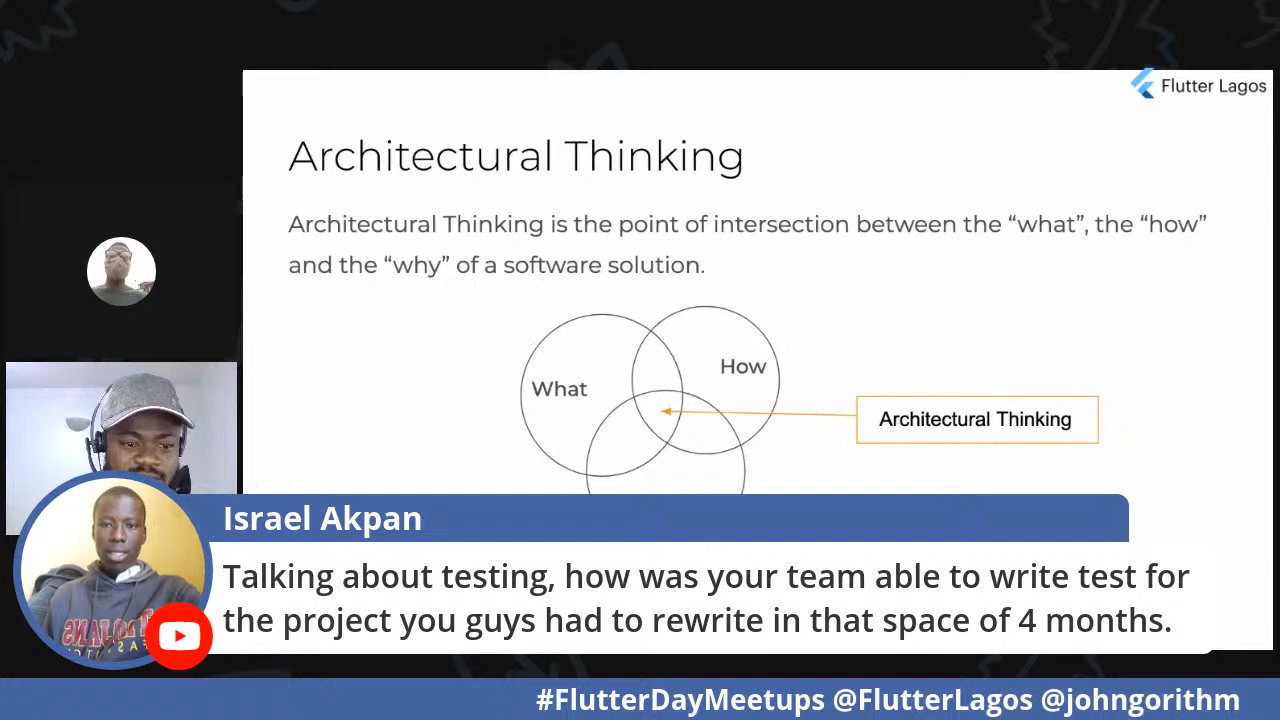 Flutter Lagos
Architectural Thinking
Architectural Thinking is the point of intersection between the “what”, the “how”
and the “why” of a software solution.
What
How
Architectural Thinking
Israel Akpan
Talking about testing, how was your team able to write test for
the project you guys had to rewrite in that space of 4 months.
#FlutterDayMeetups @FlutterLagos @johngorithm